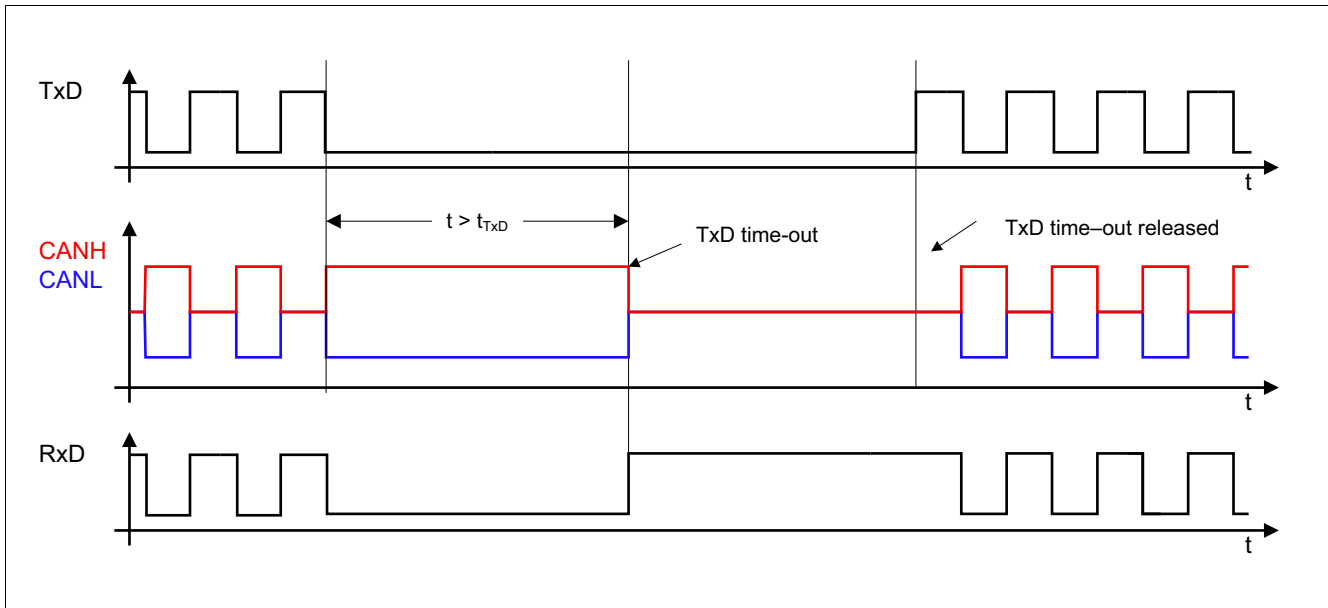 TxD
t
t > tTxD
TxD time-out
TxD time–out released
CANH
CANL
t
RxD
t